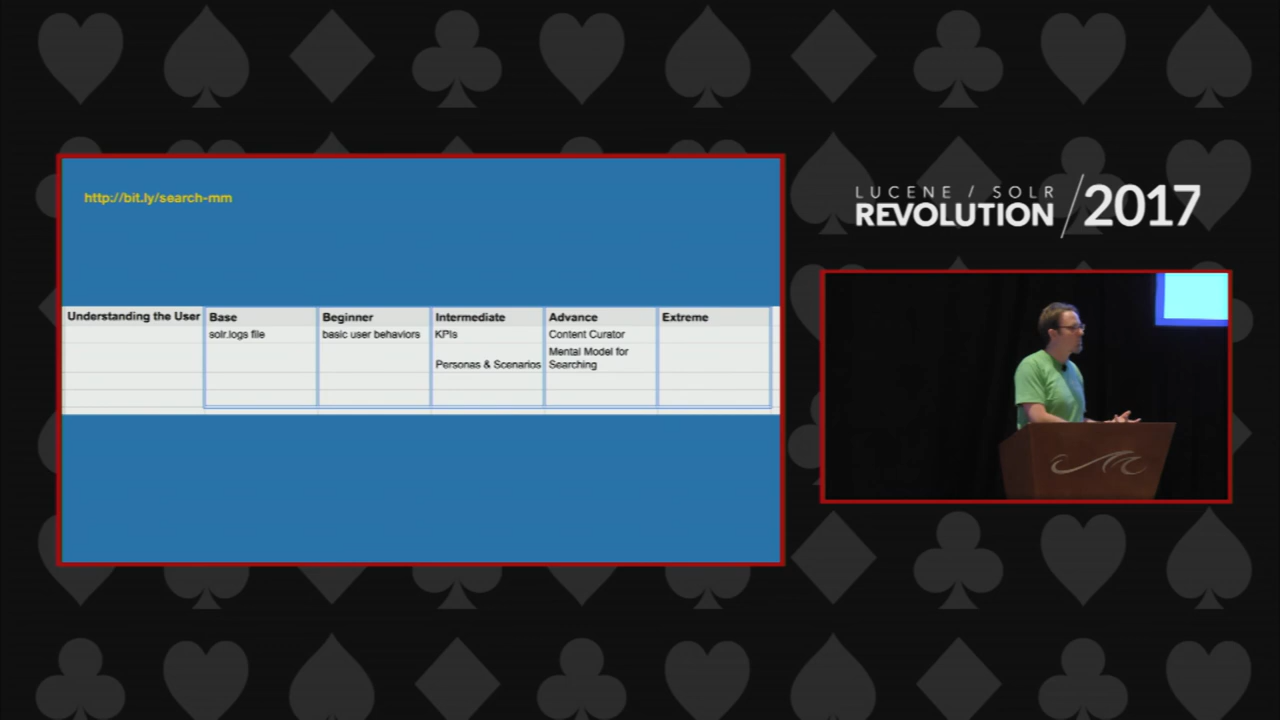 http://bit.ly/search-mm
LUCENE / SOLR
REVOLUTION / 2017
Understanding the User Base Beginner Intermediate Advance Extreme
solr.logs file basic user behaviors KPIs Content Curator
Personas & Scenarios Mental Model for
Searching